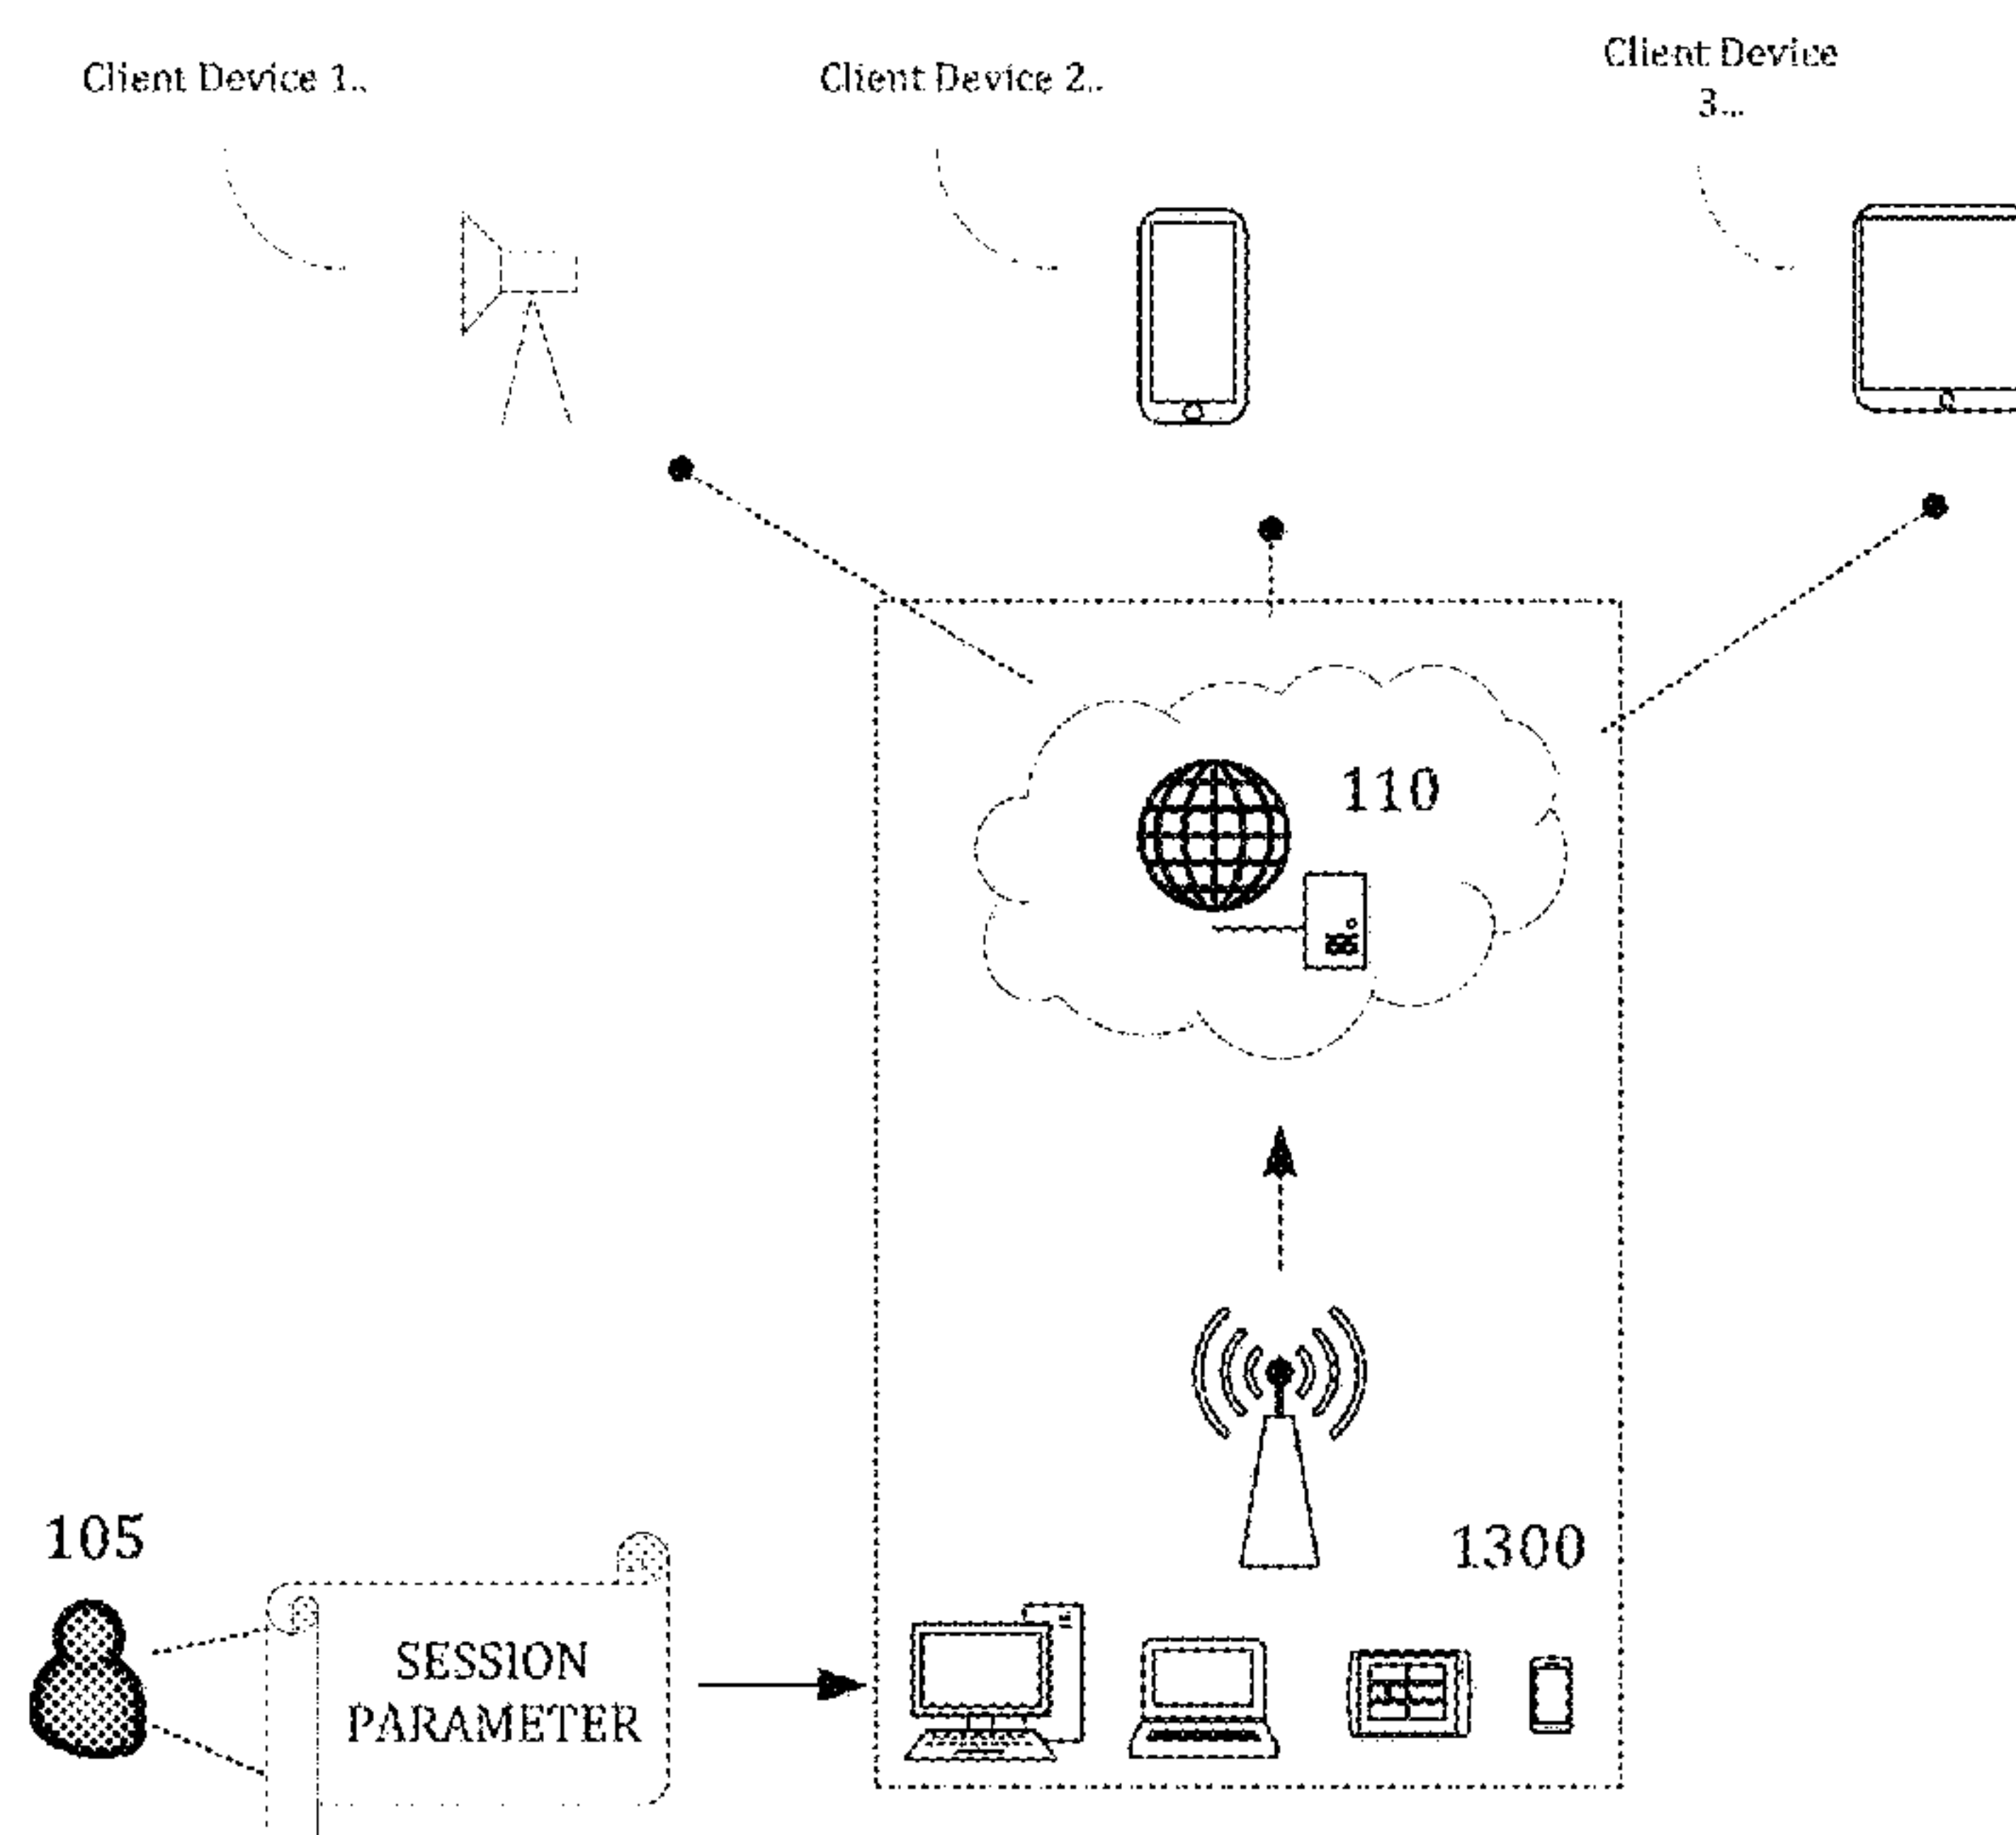 Client Device 1..
Client Device 2..
Client Device
3...
110
105
1300
SESSION
PARAMETER